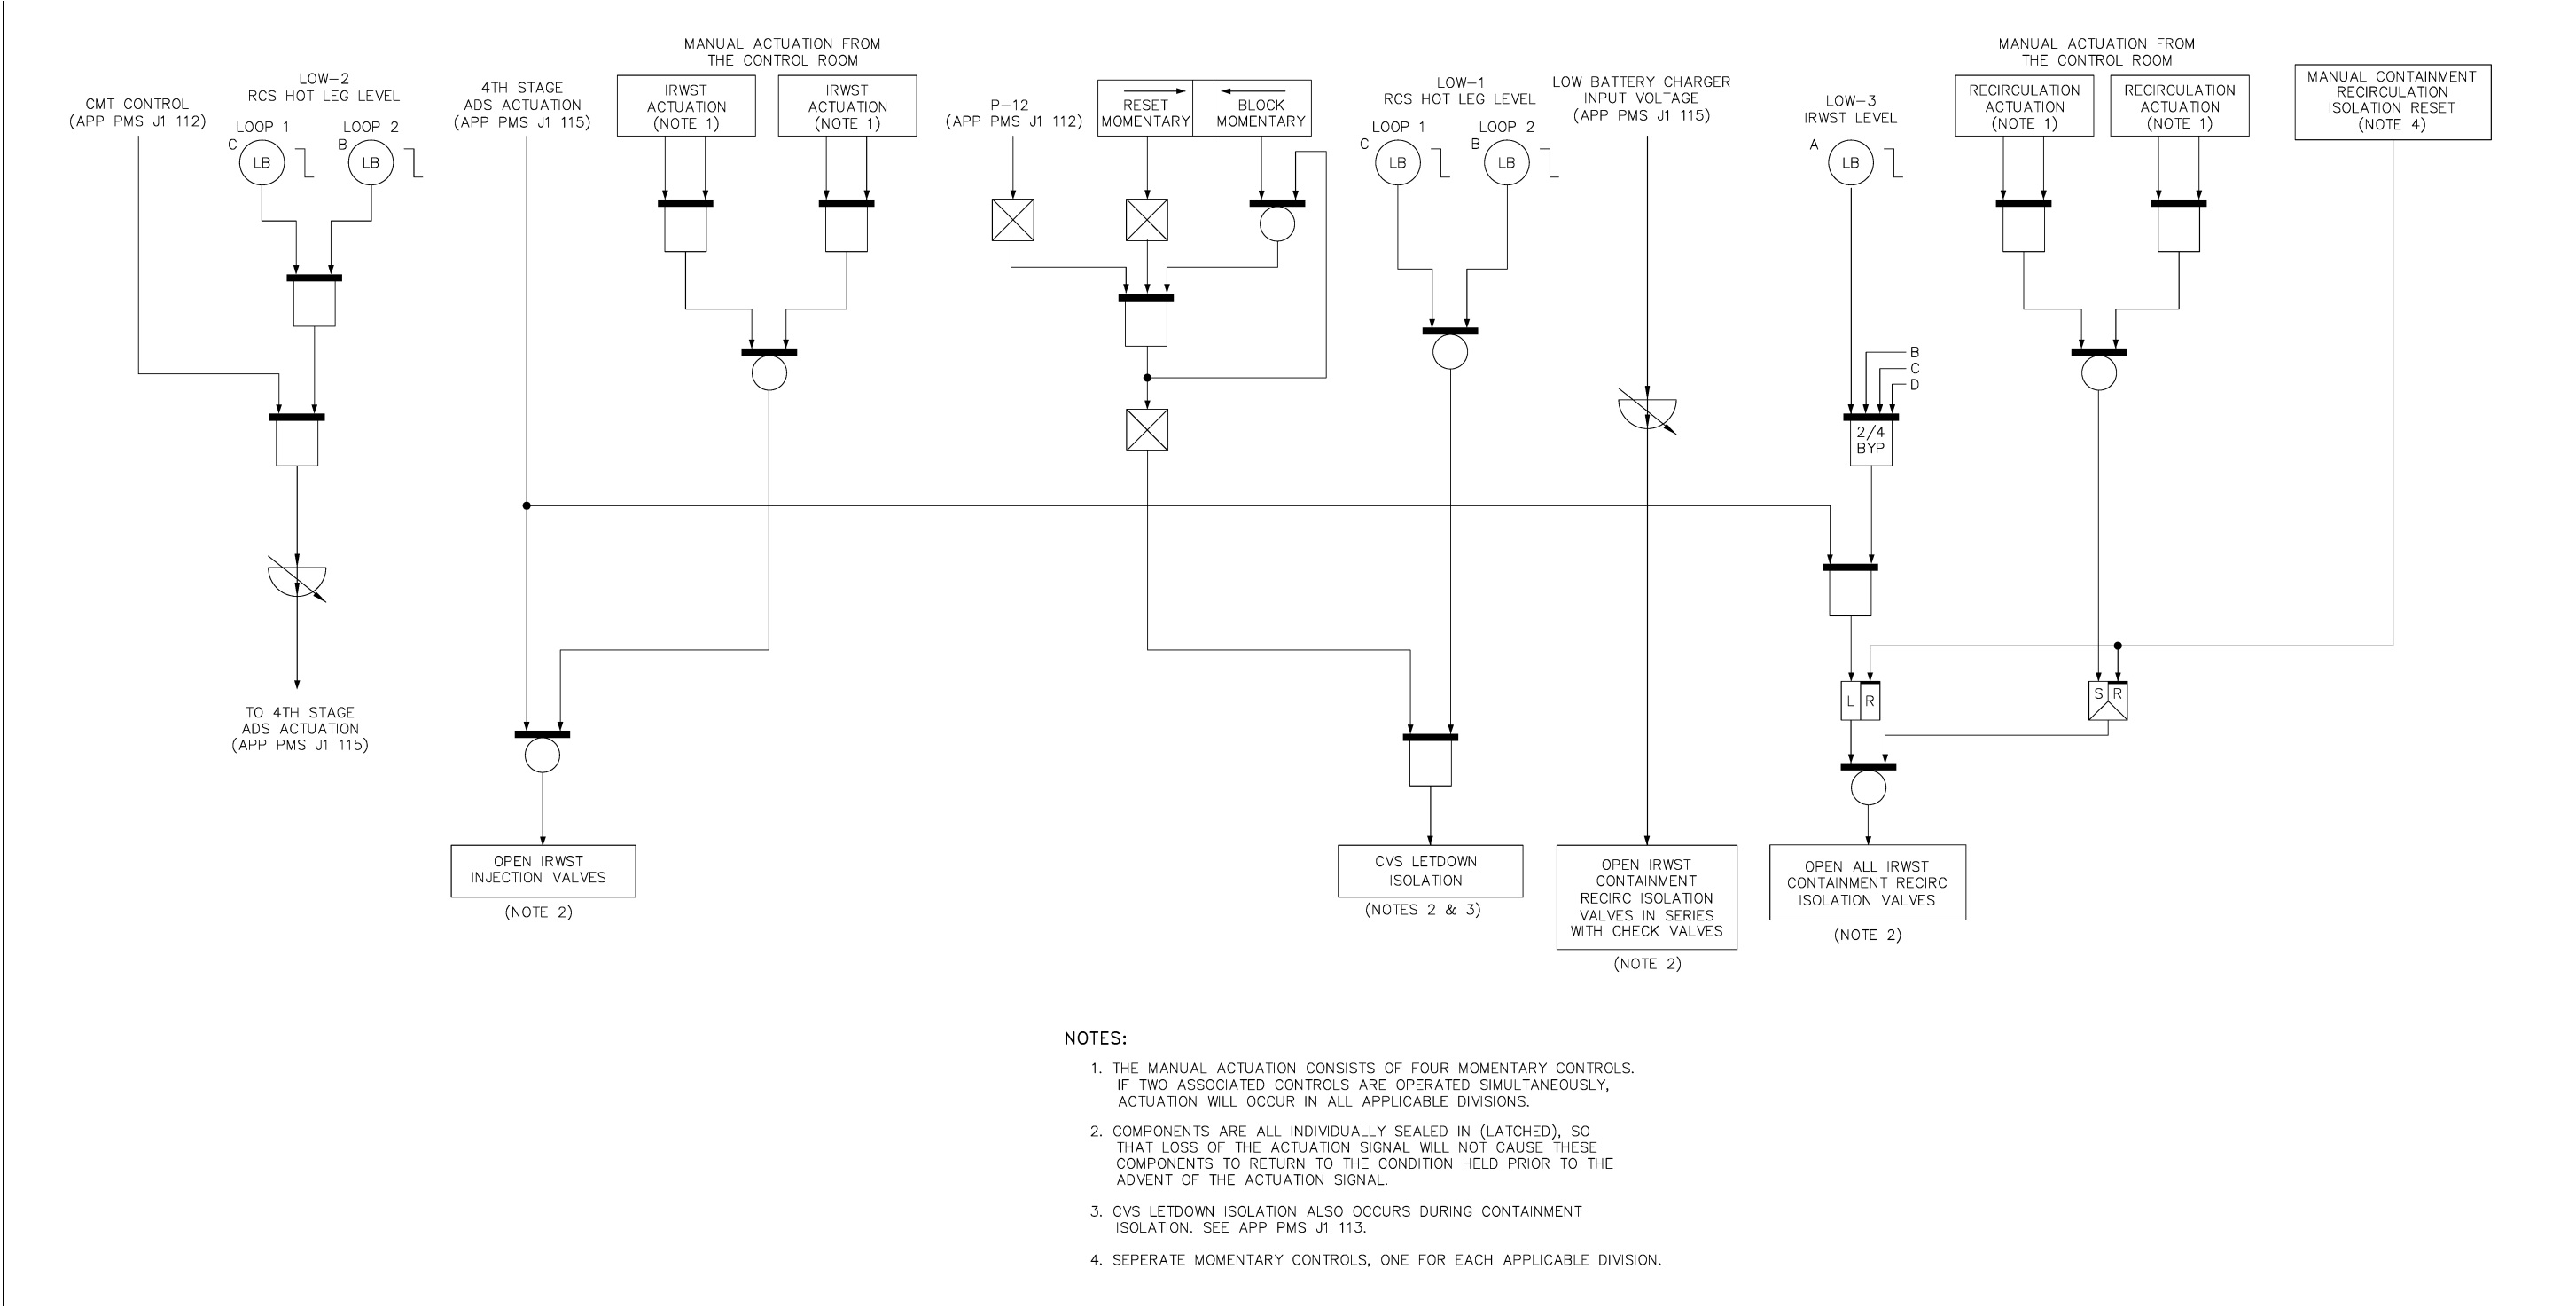 CMT CONTROL
(APP PMS J1 112)
LOW-2
RCS HOT LEG LEVEL
LOOP 1
LOOP 2
C
LB
B
LB
4TH STAGE
ADS ACTUATION
(APP PMS J1 115)
MANUAL ACTUATION FROM
THE CONTROL ROOM
IRWST
ACTUATION
(NOTE 1)
IRWST
ACTUATION
(NOTE 1)
P-12
(APP PMS J1 112)
RESET
MOMENTARY
BLOCK
MOMENTARY
LOW-1
RCS HOT LEG LEVEL
LOOP 1
LOOP 2
C
LB
B
LB
LOW BATTERY CHARGER
INPUT VOLTAGE
(APP PMS J1 115)
LOW-3
IRWST LEVEL
A
LB
MANUAL ACTUATION FROM
THE CONTROL ROOM
RECIRCULATION
ACTUATION
(NOTE 1)
RECIRCULATION
ACTUATION
(NOTE 1)
MANUAL CONTAINMENT
RECIRCULATION
ISOLATION RESET
(NOTE 4)
B
C
D
2/4
BYP
L R
S R
TO 4TH STAGE
ADS ACTUATION
(APP PMS J1 115)
OPEN IRWST
INJECTION VALVES
(NOTE 2)
CVS LETDOWN
ISOLATION
(NOTES 2 & 3)
OPEN IRWST
CONTAINMENT
RECIRC ISOLATION
VALVES IN SERIES
WITH CHECK VALVES
(NOTE 2)
OPEN ALL IRWST
CONTAINMENT RECIRC
ISOLATION VALVES
(NOTE 2)
NOTES:
1. THE MANUAL ACTUATION CONSISTS OF FOUR MOMENTARY CONTROLS.
IF TWO ASSOCIATED CONTROLS ARE OPERATED SIMULTANEOUSLY,
ACTUATION WILL OCCUR IN ALL APPLICABLE DIVISIONS.
2. COMPONENTS ARE ALL INDIVIDUALLY SEALED IN (LATCHED), SO
THAT LOSS OF THE ACTUATION SIGNAL WILL NOT CAUSE THESE
COMPONENTS TO RETURN TO THE CONDITION HELD PRIOR TO THE
ADVENT OF THE ACTUATION SIGNAL.
3. CVS LETDOWN ISOLATION ALSO OCCURS DURING CONTAINMENT
ISOLATION. SEE APP PMS J1 113.
4. SEPERATE MOMENTARY CONTROLS, ONE FOR EACH APPLICABLE DIVISION.